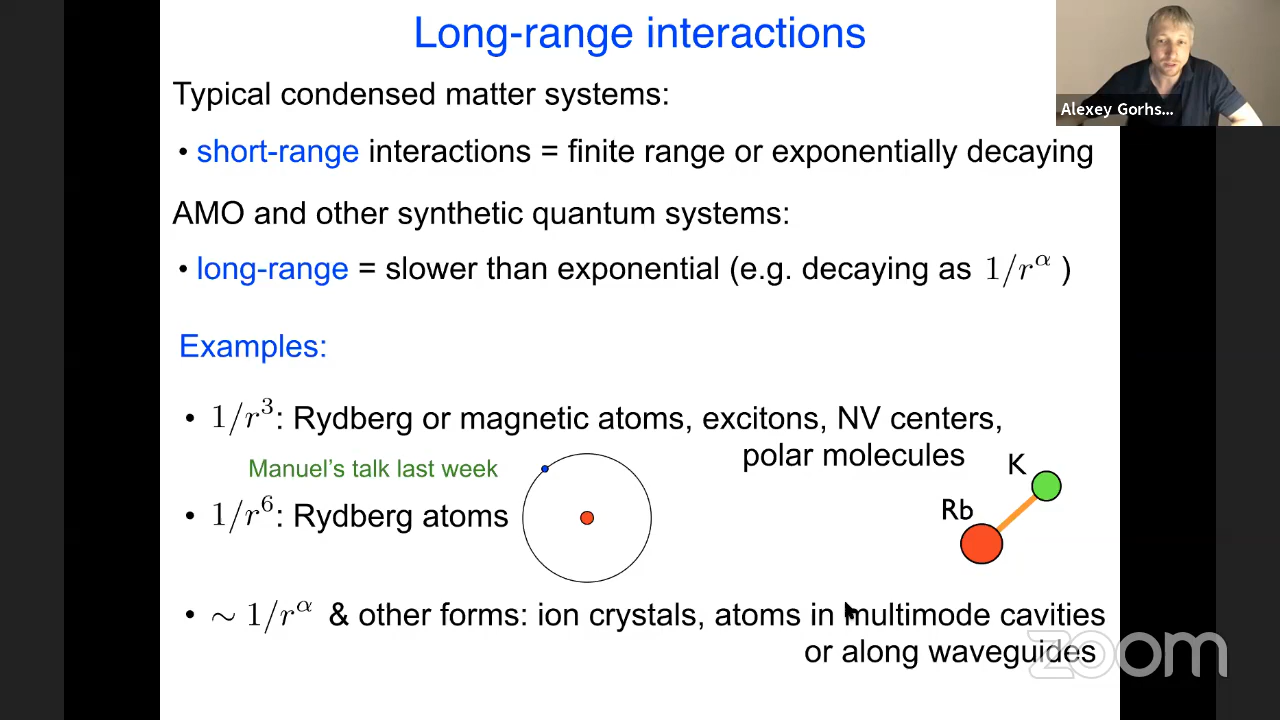 Long-range interactions
Alexey Gorhs...
Typical condensed matter systems:
• short-range interactions = finite range or exponentially decaying
AMO and other synthetic quantum systems:
• long-range = slower than exponential (e.g. decaying as 1/r^α )
Examples:
• 1/r³: Rydberg or magnetic atoms, excitons, NV centers,
polar molecules
Manuel's talk last week
K
Rb
• 1/r⁶: Rydberg atoms
• ~ 1/r^α & other forms: ion crystals, atoms in multimode cavities
or along waveguides
zoom